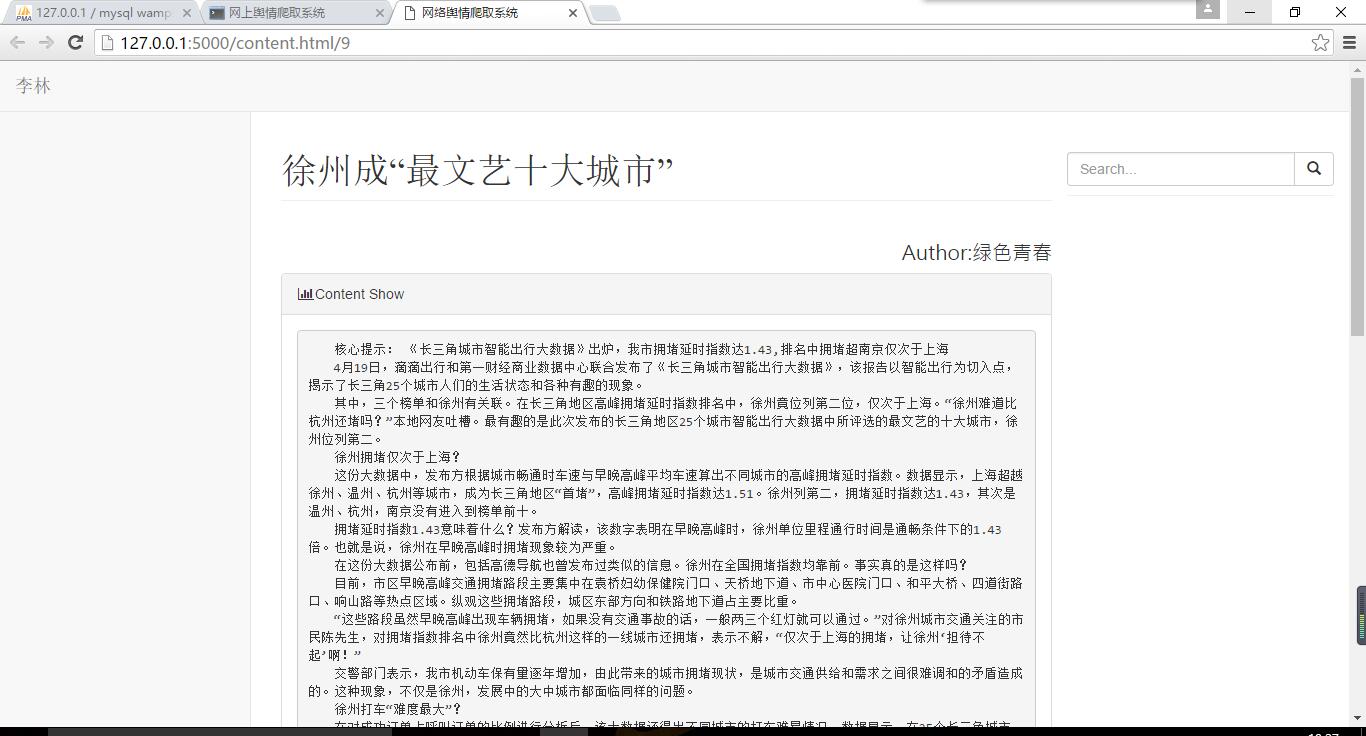 127.0.0.1 / mysql wamp
网上舆情爬取系统
网络舆情爬取系统
127.0.0.1:5000/content.html/9
李林
徐州成“最文艺十大城市”
Search...
Author:绿色青春
Content Show
核心提示： 《长三角城市智能出行大数据》出炉，我市拥堵延时指数达1.43,排名中拥堵超南京仅次于上海
4月19日，滴滴出行和第一财经商业数据中心联合发布了《长三角城市智能出行大数据》，该报告以智能出行为切入点，
揭示了长三角25个城市人们的生活状态和各种有趣的现象。
其中，三个榜单和徐州有关联。在长三角地区高峰拥堵延时指数排名中，徐州竟位列第二位，仅次于上海。“徐州难道比
杭州还堵吗？”本地网友吐槽。最有趣的是此次发布的长三角地区25个城市智能出行大数据中所评选的最文艺的十大城市，徐
州位列第二。
徐州拥堵仅次于上海？
这份大数据中，发布方根据城市畅通时车速与早晚高峰平均车速算出不同城市的高峰拥堵延时指数。数据显示，上海超越
徐州、温州、杭州等城市，成为长三角地区“首堵”，高峰拥堵延时指数达1.51。徐州列第二，拥堵延时指数达1.43，其次是
温州、杭州，南京没有进入到榜单前十。
拥堵延时指数1.43意味着什么？发布方解读，该数字表明在早晚高峰时，徐州单位里程通行时间是通畅条件下的1.43
倍。也就是说，徐州在早晚高峰时拥堵现象较为严重。
在这份大数据公布前，包括高德导航也曾发布过类似的信息。徐州在全国拥堵指数均靠前。事实真的是这样吗？
目前，市区早晚高峰交通拥堵路段主要集中在袁桥妇幼保健院门口、天桥地下道、市中心医院门口、和平大桥、四道街路
口、响山路等热点区域。纵观这些拥堵路段，城区东部方向和铁路地下道占主要比重。
“这些路段虽然早晚高峰出现车辆拥堵，如果没有交通事故的话，一般两三个红灯就可以通过。”对徐州城市交通关注的市
民陈先生，对拥堵指数排名中徐州竟然比杭州这样的一线城市还拥堵，表示不解，“仅次于上海的拥堵，让徐州‘担待不
起’啊！”
交警部门表示，我市机动车保有量逐年增加，由此带来的城市拥堵现状，是城市交通供给和需求之间很难调和的矛盾造成
的。这种现象，不仅是徐州，发展中的大中城市都面临同样的问题。
徐州打车“难度最大”？